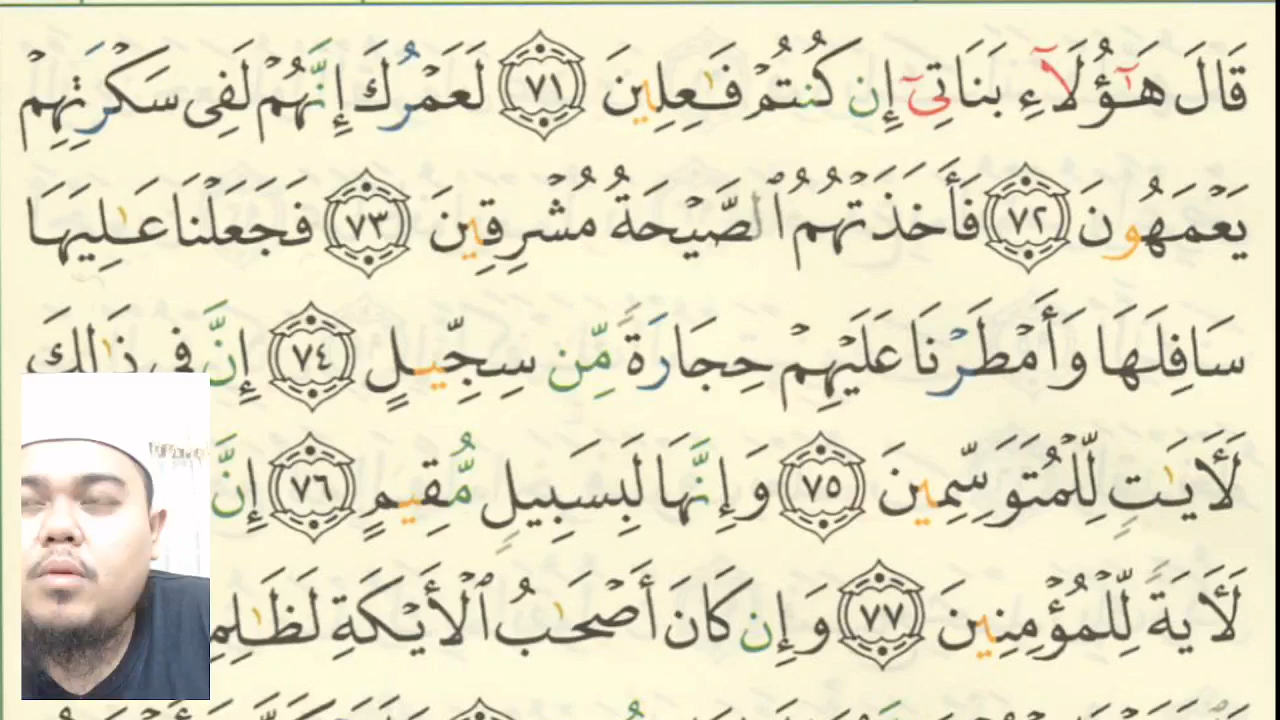 قَالَ هَٰٓؤُلَآءِ بَنَاتِىٓ إِن كُنتُمْ فَٰعِلِينَ ٧١ لَعَمْرُكَ إِنَّهُمْ لَفِى سَكْرَتِهِمْ
يَعْمَهُونَ ٧٢ فَأَخَذَتْهُمُ ٱلصَّيْحَةُ مُشْرِقِينَ ٧٣ فَجَعَلْنَا عَٰلِيَهَا
سَافِلَهَا وَأَمْطَرْنَا عَلَيْهِمْ حِجَارَةً مِّن سِجِّيلٍ ٧٤ إِنَّ فِى ذَٰلِكَ
لَأَيَٰتٍ لِّلْمُتَوَسِّمِينَ ٧٥ وَإِنَّهَا لَبِسَبِيلٍ مُّقِيمٍ ٧٦ إِنَّ
لَأَيَةً لِّلْمُؤْمِنِينَ ٧٧ وَإِن كَانَ أَصْحَٰبُ ٱلْأَيْكَةِ